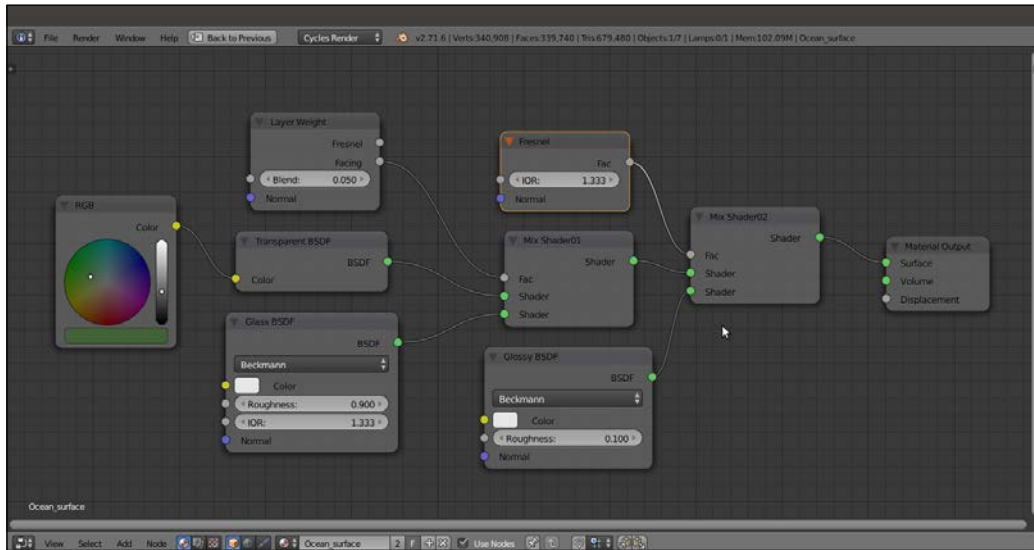 File Render Window Help Back to Previous Cycles Render v2.71.6 | Verts:340,908 | Faces:339,740 | Tris:679,480 | Objects:1/7 | Lamps:0/1 | Mem:102.09M | Ocean_surface
Layer Weight
Fresnel
Facing
Blend: 0.050
Normal
Fresnel
Fac
IOR: 1.333
Normal
RGB
Color
Transparent BSDF
BSDF
Color
Mix Shader01
Shader
Fac
Shader
Shader
Mix Shader02
Shader
Fac
Shader
Shader
Material Output
Surface
Volume
Displacement
Glass BSDF
BSDF
Beckmann
Color
Roughness: 0.900
IOR: 1.333
Normal
Glossy BSDF
BSDF
Beckmann
Color
Roughness: 0.100
Normal
Ocean_surface
View Select Add Node Ocean_surface 2 F Use Nodes